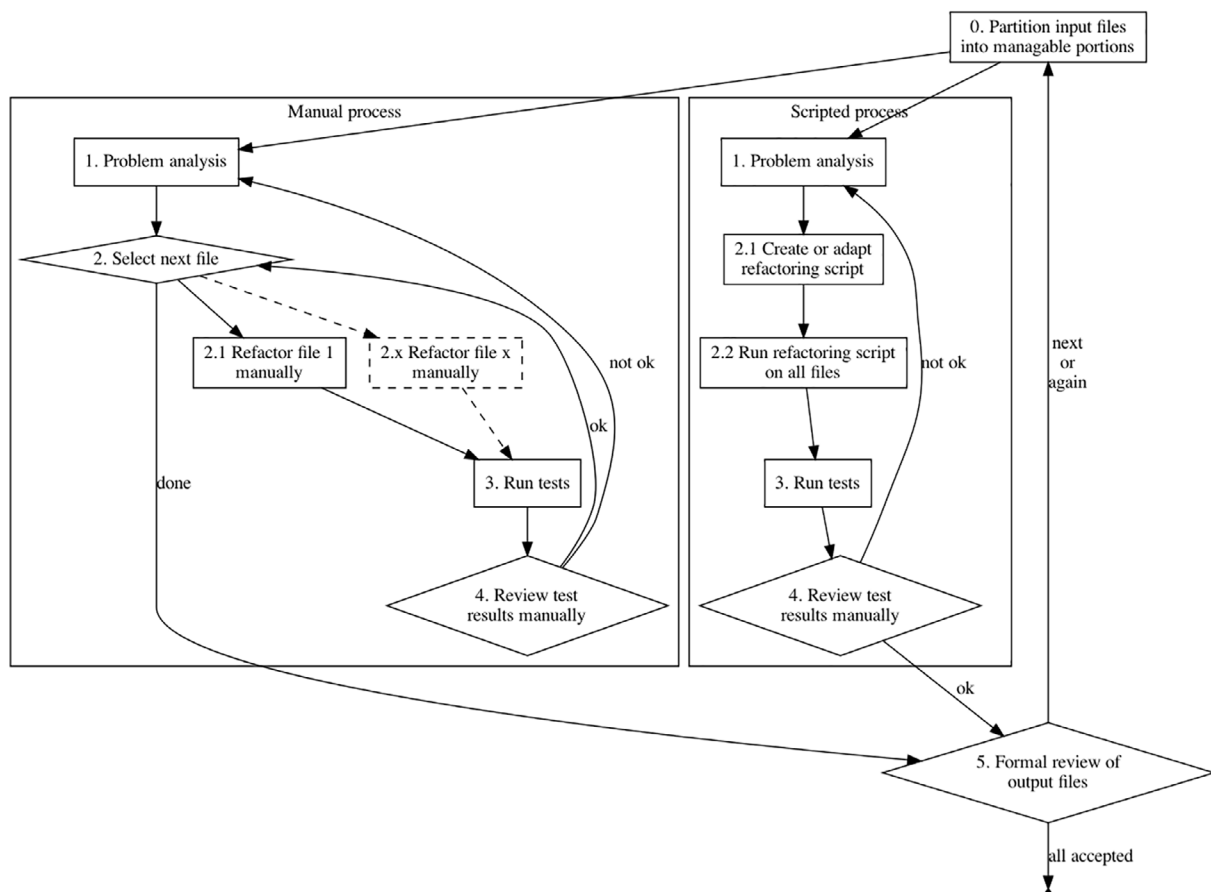 0. Partition input files
into managable portions
Manual process
1. Problem analysis
2. Select next file
2.1 Refactor file 1
manually
2.x Refactor file x
manually
not ok
ok
done
3. Run tests
4. Review test
results manually
Scripted process
1. Problem analysis
2.1 Create or adapt
refactoring script
2.2 Run refactoring script
on all files
not ok
3. Run tests
4. Review test
results manually
ok
next
or
again
5. Formal review of
output files
all accepted